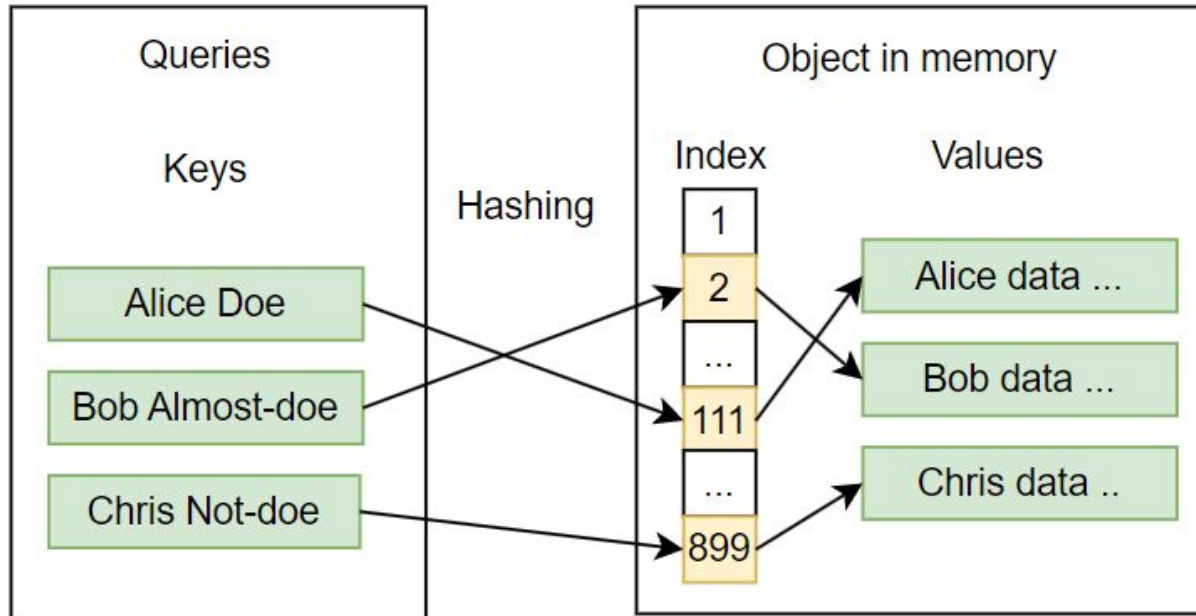 Queries
Keys
Alice Doe
Bob Almost-doe
Chris Not-doe
Hashing
Object in memory
Index
Values
1
2
...
111
...
899
Alice data ...
Bob data ...
Chris data ..